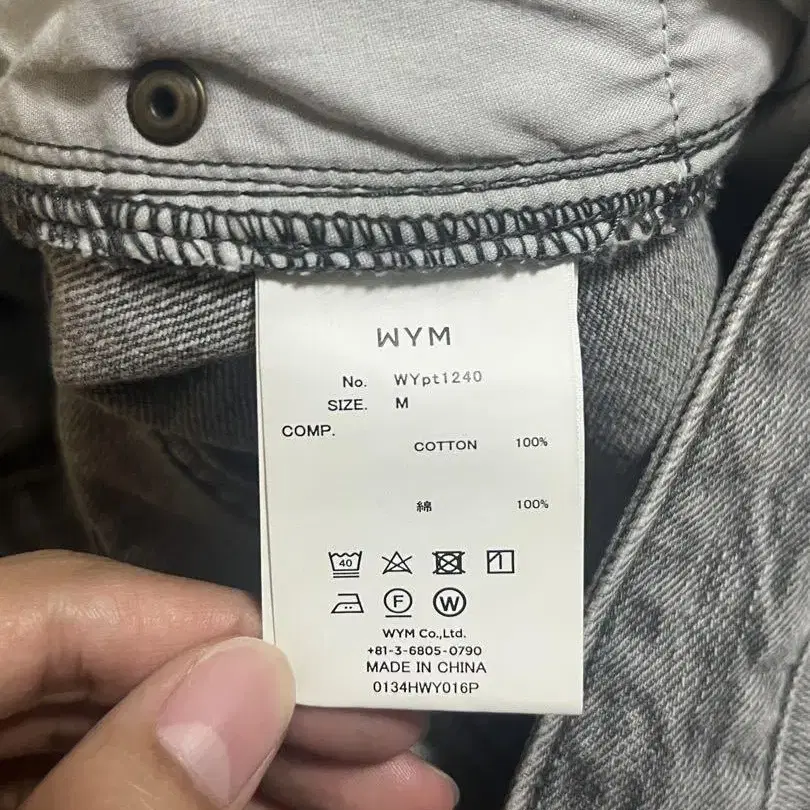 WYM
No. WYpt1240
SIZE. M
COMP.
COTTON 100%
綿 100%
40
F W
WYM Co.,Ltd.
+81-3-6805-0790
MADE IN CHINA
0134HWY016P